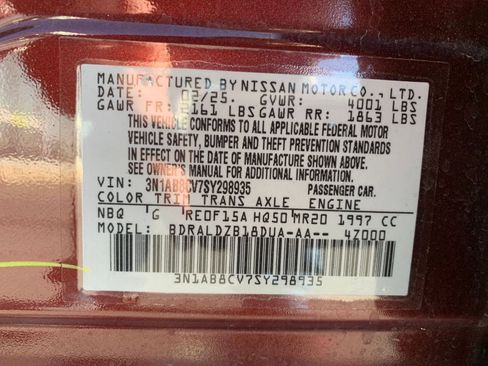 MANUFACTURED BY NISSAN MOTOR CO., LTD.
DATE: 03/25. GVWR: 4001 LBS
GAWR FR: 2161 LBS GAWR RR: 1863 LBS
THIS VEHICLE CONFORMS TO ALL APPLICABLE FEDERAL MOTOR
VEHICLE SAFETY, BUMPER AND THEFT PREVENTION STANDARDS
IN EFFECT ON THE DATE OF MANUFACTURE SHOWN ABOVE.
SEE OWNER'S MANUAL FOR ADDITIONAL INFORMATION.
VIN: 3N1AB8CV7SY298935 PASSENGER CAR.
COLOR TRIM TRANS AXLE ENGINE
NBQ G RE0F15A HQ50 MR20 1997 CC
MODEL: BDRALDZB18DUA-AA-- 4Z000
3N1AB8CV7SY298935